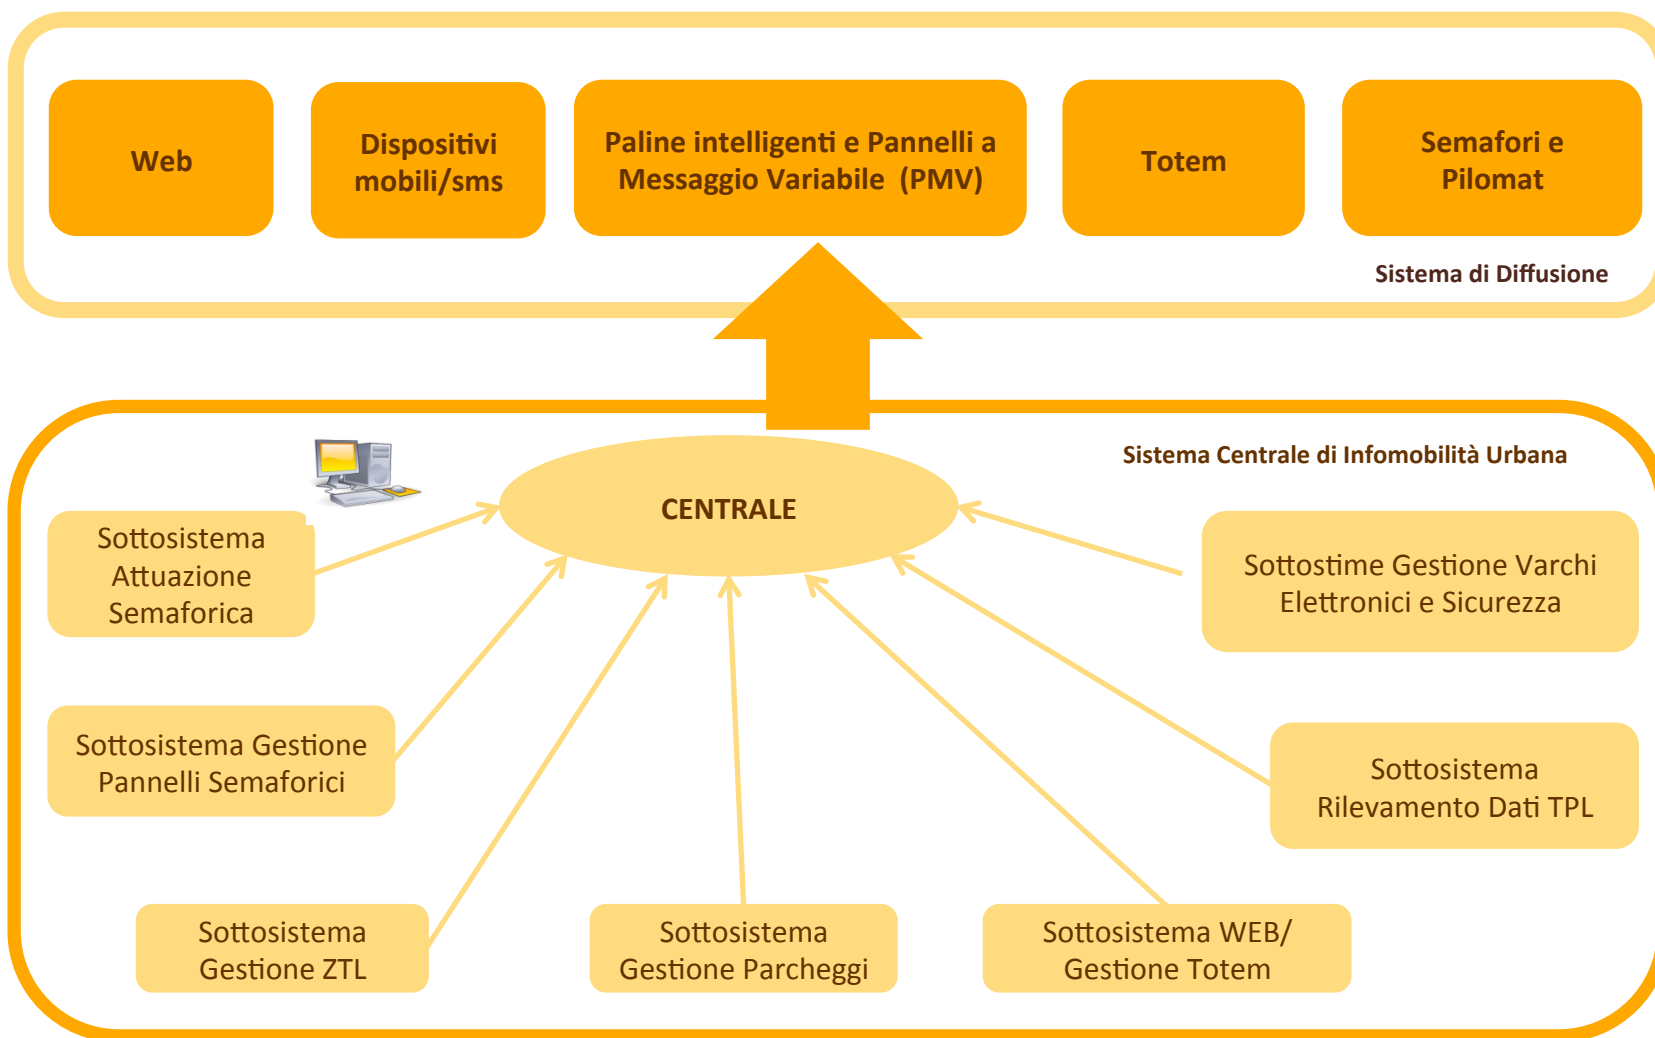 Web
Dispositivi
mobili/sms
Paline intelligenti e Pannelli a
Messaggio Variabile (PMV)
Totem
Semafori e
Pilomat
Sistema di Diffusione
Sistema Centrale di Infomobilità Urbana
CENTRALE
Sottosistema
Attuazione
Semaforica
Sottostime Gestione Varchi
Elettronici e Sicurezza
Sottosistema Gestione
Pannelli Semaforici
Sottosistema
Rilevamento Dati TPL
Sottosistema
Gestione ZTL
Sottosistema
Gestione Parcheggi
Sottosistema WEB/
Gestione Totem